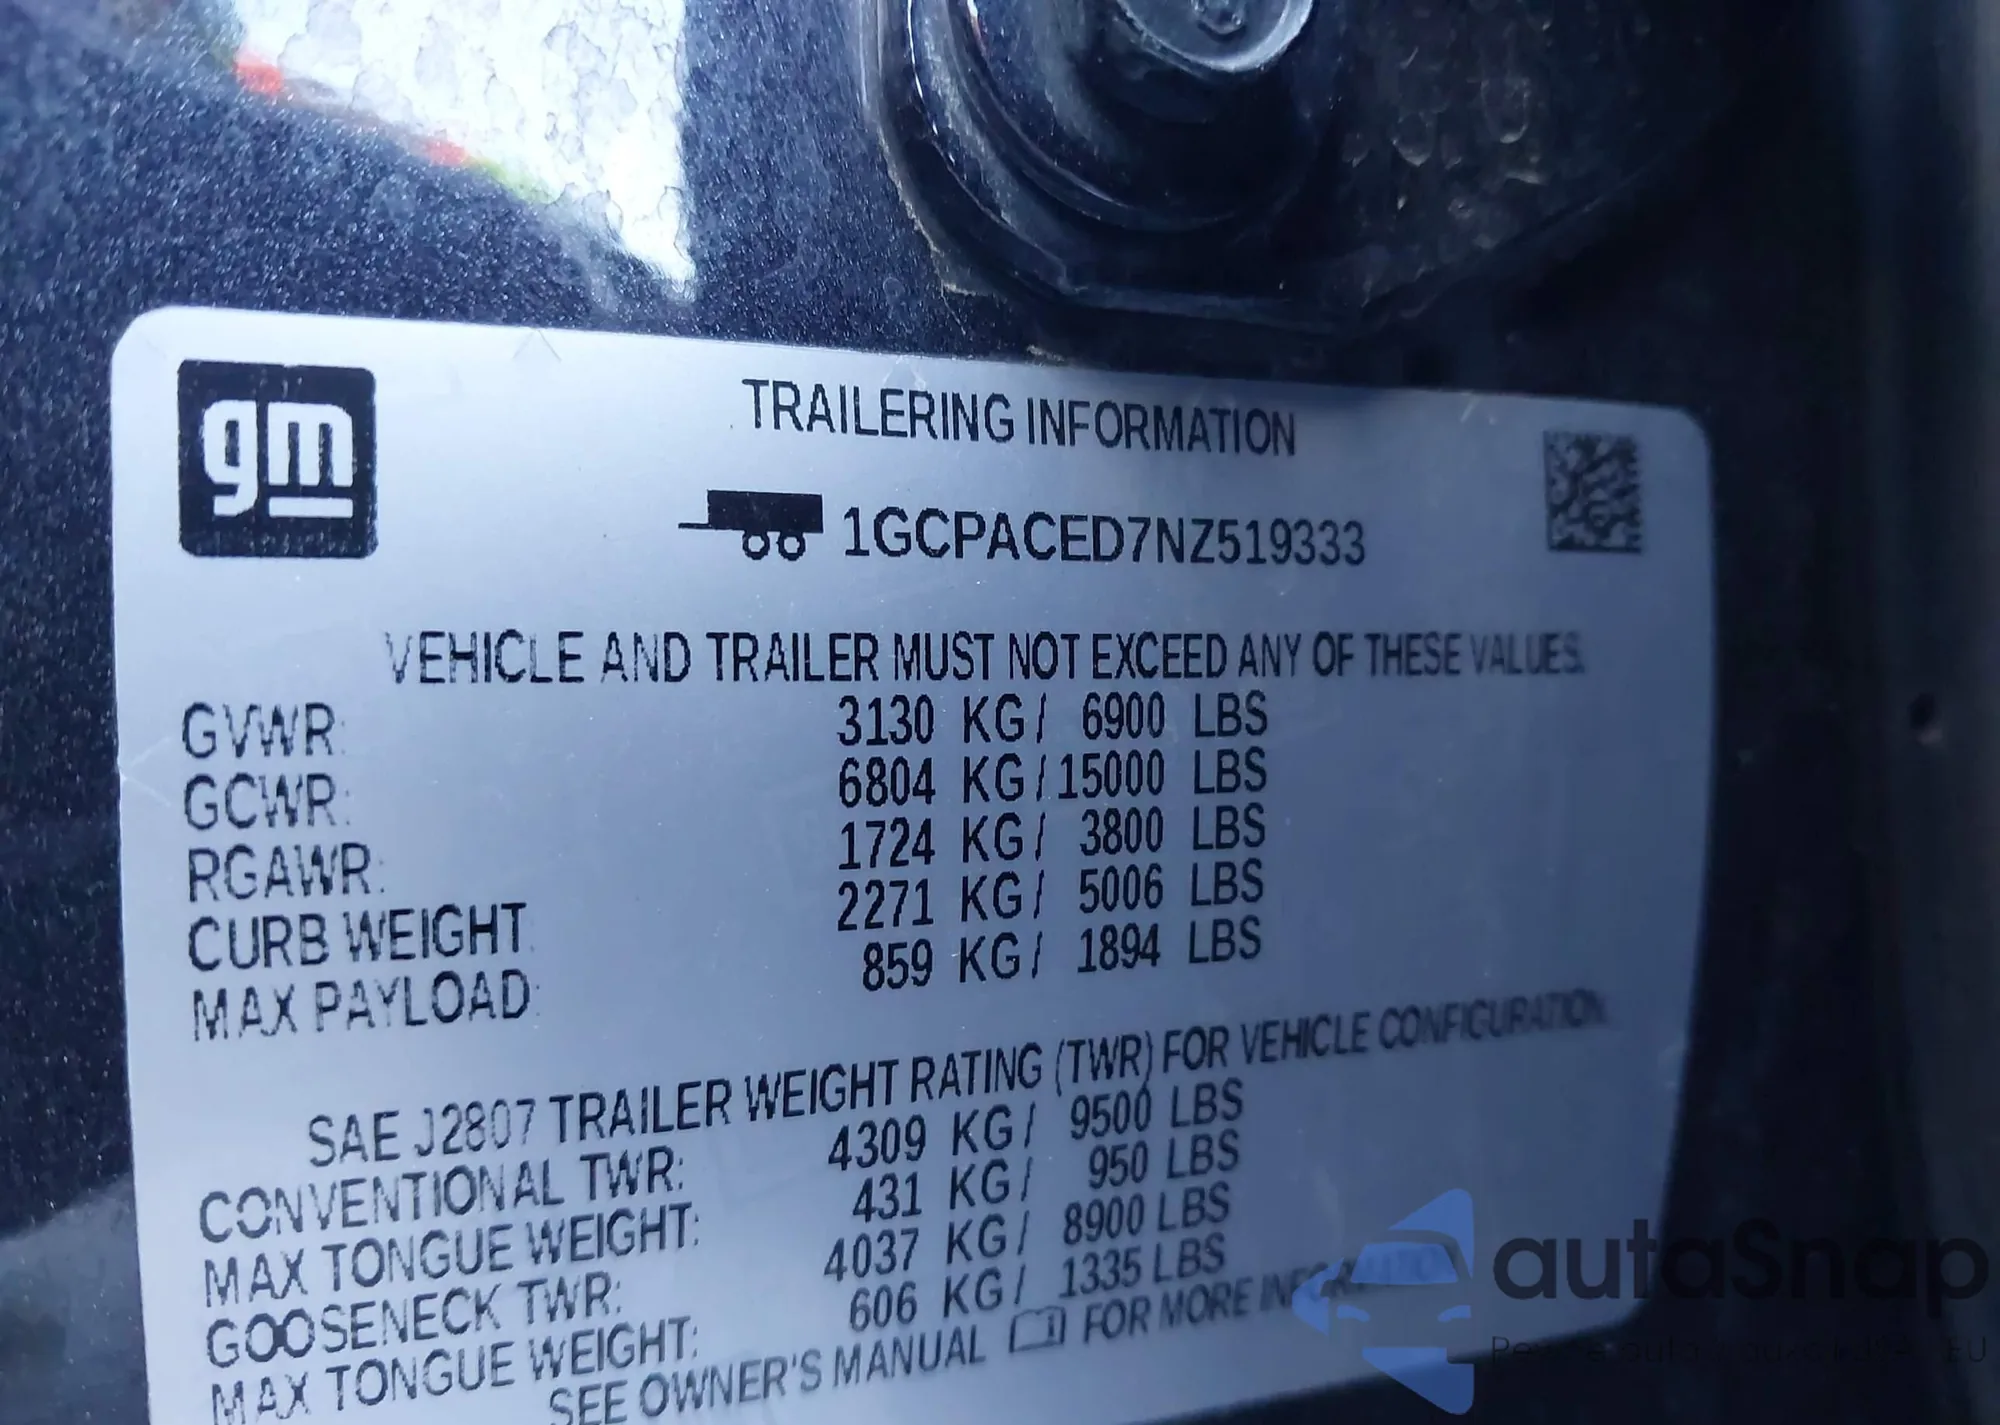 gm
TRAILERING INFORMATION
1GCPACED7NZ519333
VEHICLE AND TRAILER MUST NOT EXCEED ANY OF THESE VALUES.
GVWR: 3130 KG/ 6900 LBS
GCWR: 6804 KG/15000 LBS
RGAWR: 1724 KG/ 3800 LBS
CURB WEIGHT: 2271 KG/ 5006 LBS
MAX PAYLOAD: 859 KG/ 1894 LBS
SAE J2807 TRAILER WEIGHT RATING (TWR) FOR VEHICLE CONFIGURATION.
CONVENTIONAL TWR: 4309 KG/ 9500 LBS
MAX TONGUE WEIGHT: 431 KG/ 950 LBS
GOOSENECK TWR: 4037 KG/ 8900 LBS
MAX TONGUE WEIGHT: 606 KG/ 1335 LBS
SEE OWNER'S MANUAL FOR MORE INFORMATION
autaSnap